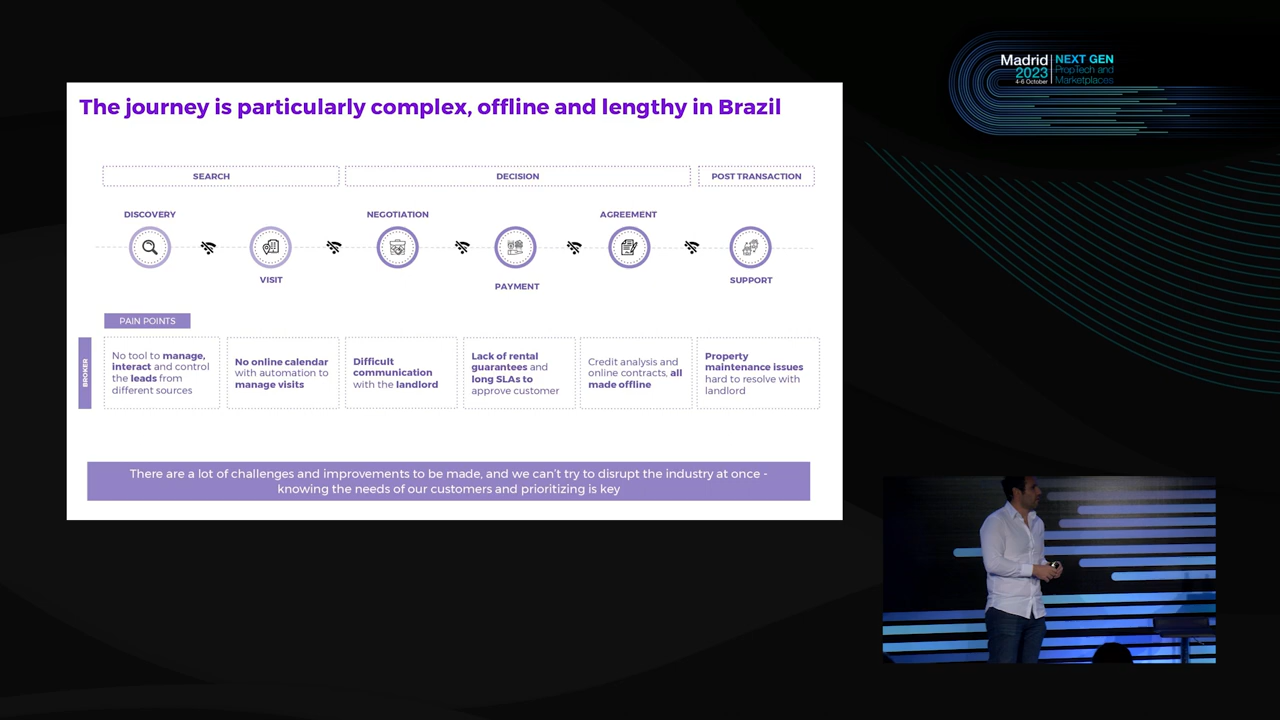 Madrid
2023
4-6 October
NEXT GEN
PropTech and
Marketplaces
The journey is particularly complex, offline and lengthy in Brazil
SEARCH
DECISION
POST TRANSACTION
DISCOVERY
NEGOTIATION
AGREEMENT
VISIT
PAYMENT
SUPPORT
PAIN POINTS
BROKER
No tool to manage,
interact and control
the leads from
different sources
No online calendar
with automation to
manage visits
Difficult
communication
with the landlord
Lack of rental
guarantees and
long SLAs to
approve customer
Credit analysis and
online contracts, all
made offline
Property
maintenance issues
hard to resolve with
landlord
There are a lot of challenges and improvements to be made, and we can't try to disrupt the industry at once -
knowing the needs of our customers and prioritizing is key